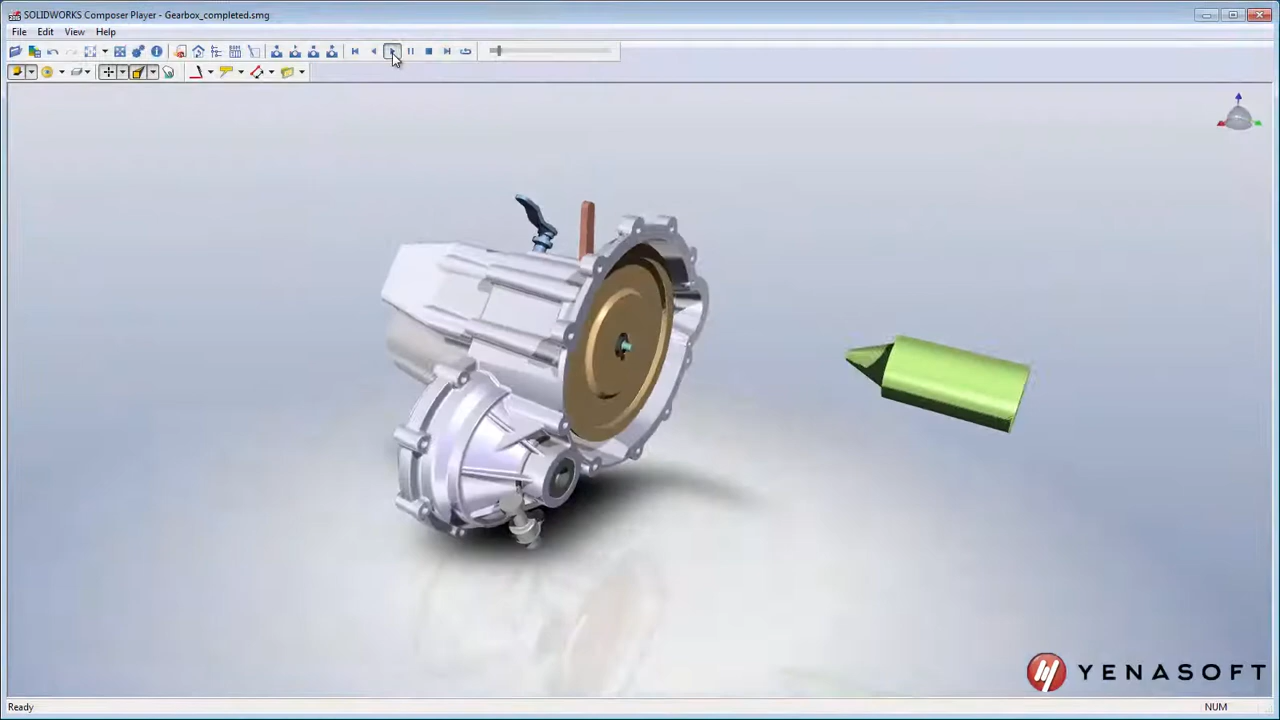 SOLIDWORKS Composer Player - Gearbox_completed.smg
File Edit View Help
YENASOFT
Ready NUM